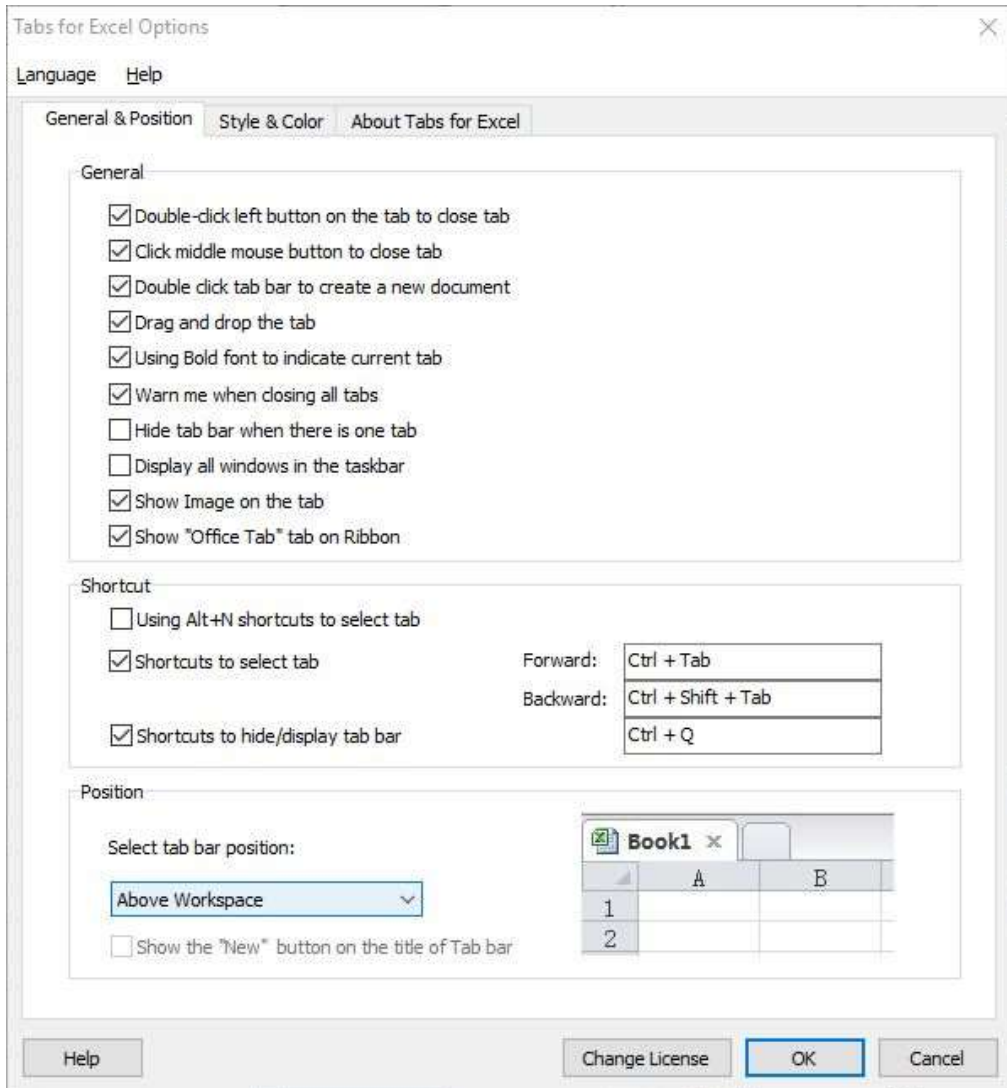 Tabs for Excel Options
Language Help
General & Position Style & Color About Tabs for Excel
General
Double-click left button on the tab to close tab
Click middle mouse button to close tab
Double click tab bar to create a new document
Drag and drop the tab
Using Bold font to indicate current tab
Warn me when closing all tabs
Hide tab bar when there is one tab
Display all windows in the taskbar
Show Image on the tab
Show "Office Tab" tab on Ribbon
Shortcut
Using Alt+N shortcuts to select tab
Shortcuts to select tab Forward: Ctrl + Tab
Backward: Ctrl + Shift + Tab
Shortcuts to hide/display tab bar Ctrl + Q
Position
Select tab bar position:
Above Workspace
Show the "New" button on the title of Tab bar
Book1
A B
1
2
Help Change License OK Cancel